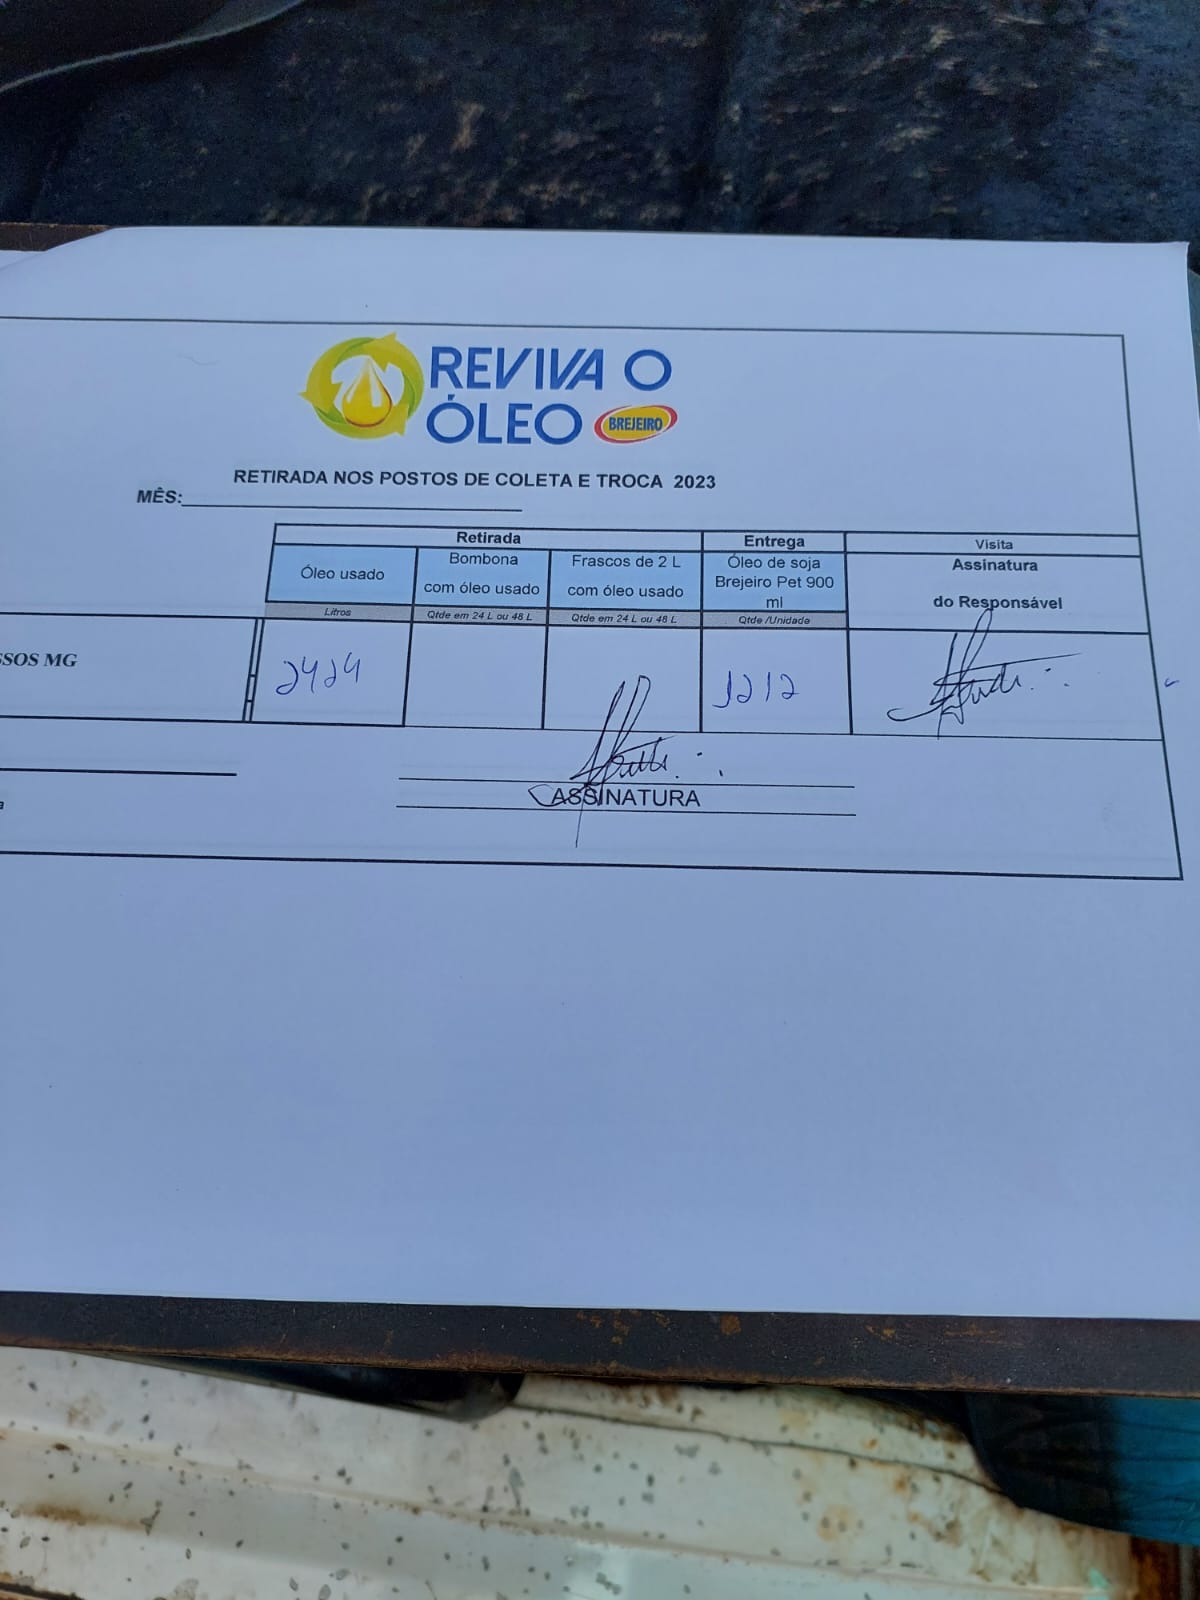 REVIVA O
ÓLEO BREJEIRO
RETIRADA NOS POSTOS DE COLETA E TROCA 2023
MÊS:
Retirada Entrega Visita
Óleo usado Bombona com óleo usado Frascos de 2 L com óleo usado Óleo de soja Brejeiro Pet 900 ml Assinatura do Responsável
Litros Qtde em 24 L ou 48 L Qtde em 24 L ou 48 L Qtde /Unidade
SSOS MG 2424 1212
ASSINATURA